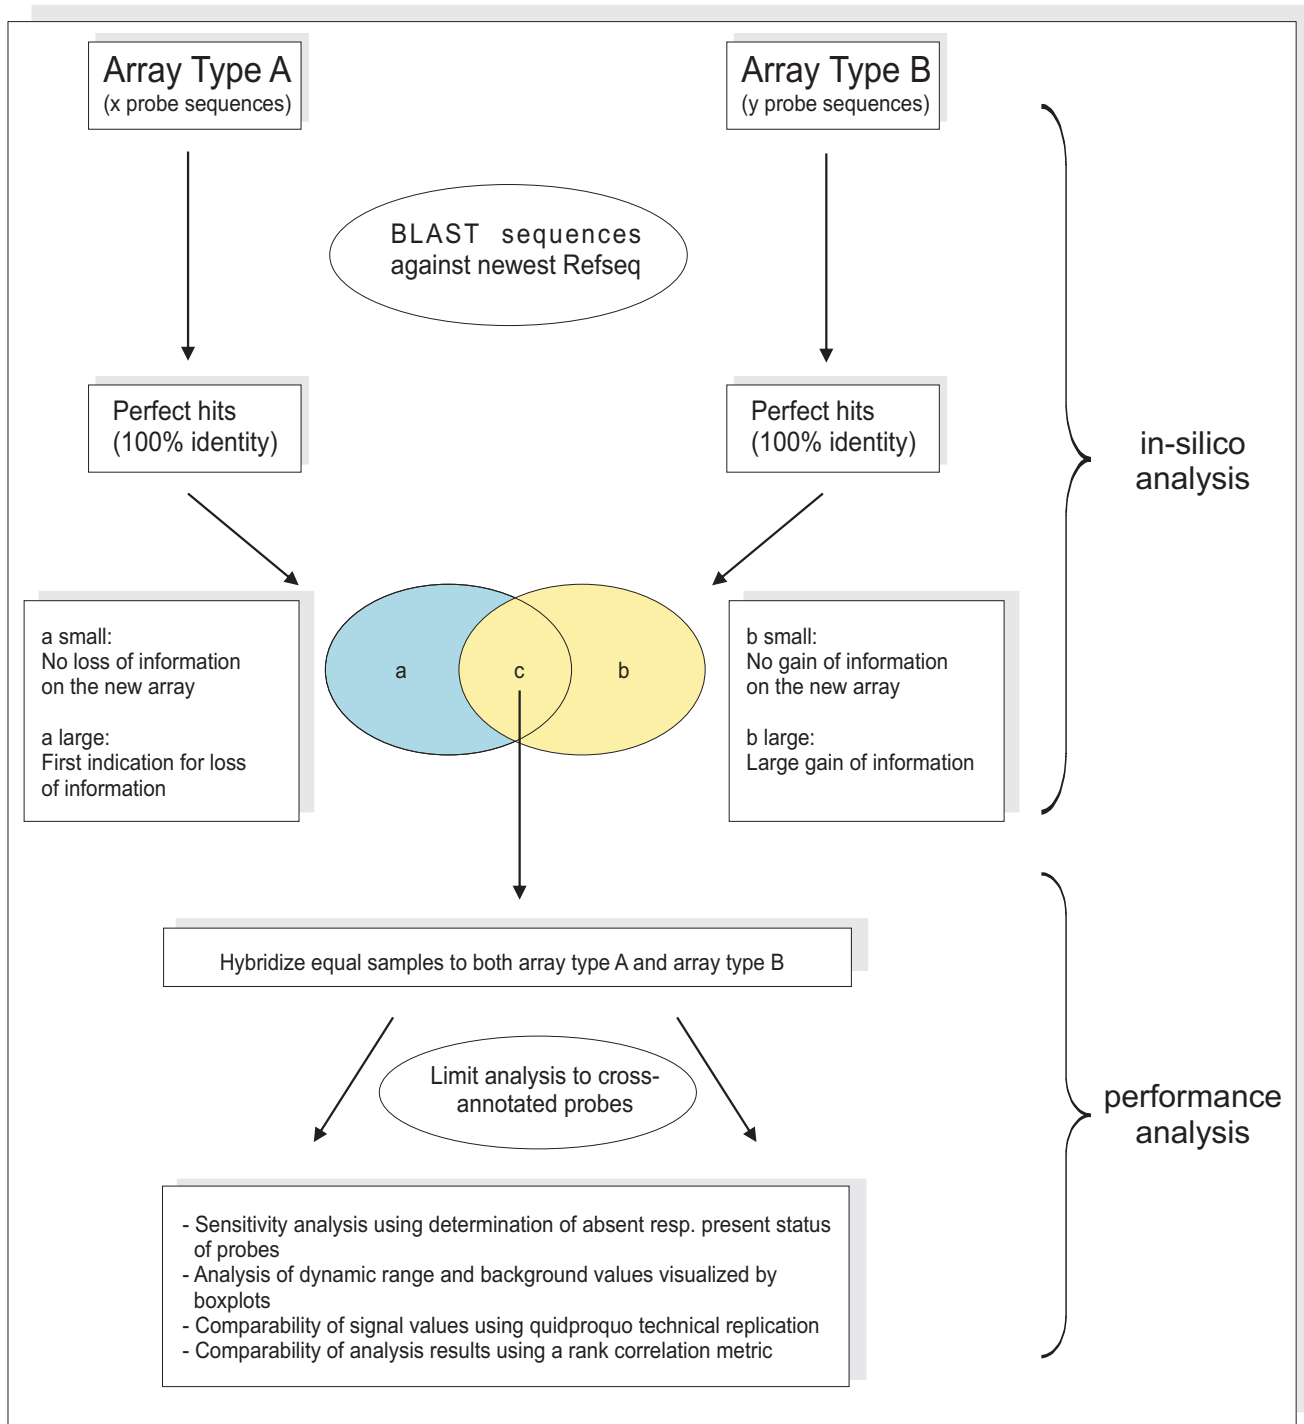 Array Type A
(x probe sequences)
Array Type B
(y probe sequences)
BLAST sequences
against newest Refseq
Perfect hits
(100% identity)
Perfect hits
(100% identity)
in-silico
analysis
a small:
No loss of information
on the new array
a large:
First indication for loss
of information
a
c
b
b small:
No gain of information
on the new array
b large:
Large gain of information
Hybridize equal samples to both array type A and array type B
Limit analysis to cross-
annotated probes
performance
analysis
- Sensitivity analysis using determination of absent resp. present status
of probes
- Analysis of dynamic range and background values visualized by
boxplots
- Comparability of signal values using quidproquo technical replication
- Comparability of analysis results using a rank correlation metric